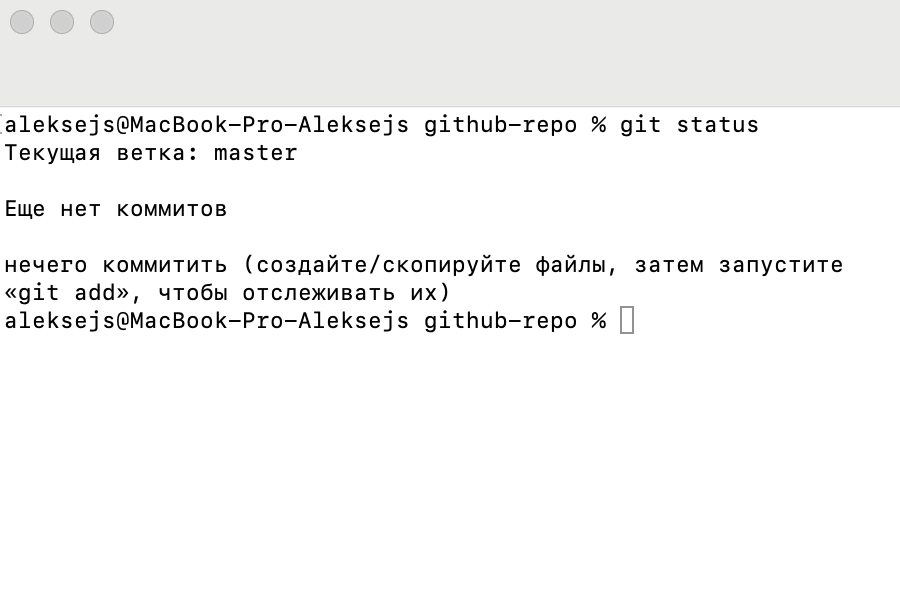 aleksejs@MacBook-Pro-Aleksejs github-repo % git status
Текущая ветка: master
Еще нет коммитов
нечего коммитить (создайте/скопируйте файлы, затем запустите
«git add», чтобы отслеживать их)
aleksejs@MacBook-Pro-Aleksejs github-repo %